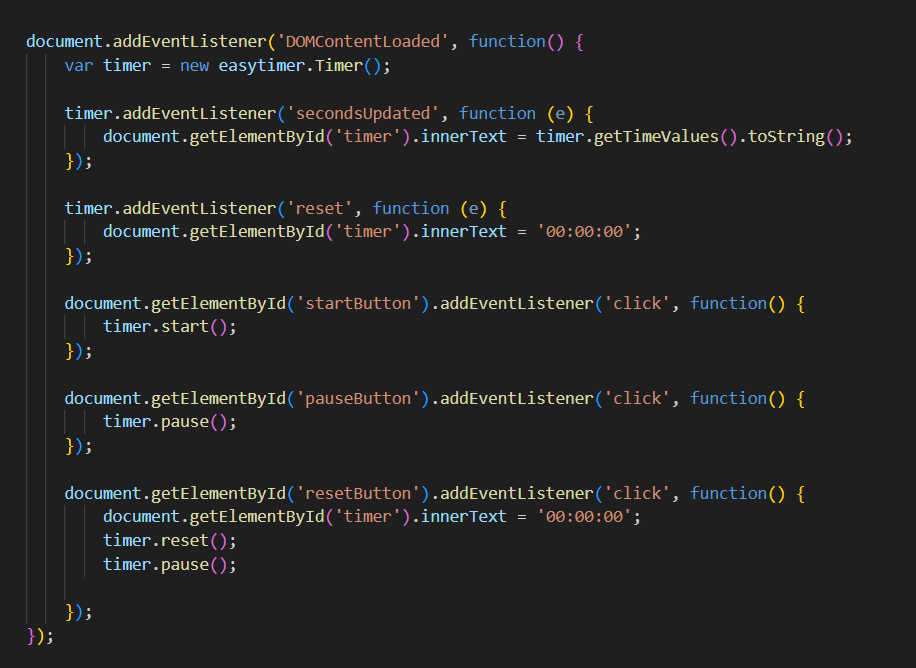 document.addEventListener('DOMContentLoaded', function() {
    var timer = new easytimer.Timer();

    timer.addEventListener('secondsUpdated', function (e) {
        document.getElementById('timer').innerText = timer.getTimeValues().toString();
    });

    timer.addEventListener('reset', function (e) {
        document.getElementById('timer').innerText = '00:00:00';
    });

    document.getElementById('startButton').addEventListener('click', function() {
        timer.start();
    });

    document.getElementById('pauseButton').addEventListener('click', function() {
        timer.pause();
    });

    document.getElementById('resetButton').addEventListener('click', function() {
        document.getElementById('timer').innerText = '00:00:00';
        timer.reset();
        timer.pause();

    });
});